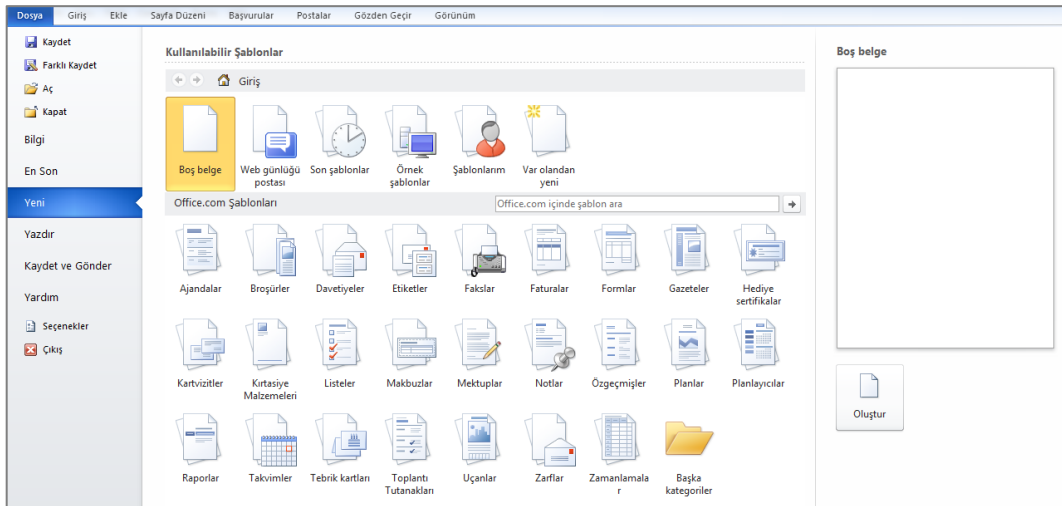 Dosya Giriş Ekle Sayfa Düzeni Başvurular Postalar Gözden Geçir Görünüm
Kaydet
Farklı Kaydet
Aç
Kapat
Bilgi
En Son
Yeni
Yazdır
Kaydet ve Gönder
Yardım
Seçenekler
Çıkış
Kullanılabilir Şablonlar
Giriş
Boş belge Web günlüğü Son şablonlar Örnek Şablonlarım Var olandan
postası şablonlar yeni
Office.com Şablonları Office.com içinde şablon ara
Ajandalar Broşürler Davetiyeler Etiketler Fakslar Faturalar Formlar Gazeteler Hediye
sertifikalar
Kartvizitler Kırtasiye Listeler Makbuzlar Mektuplar Notlar Özgeçmişler Planlar Planlayıcılar
Malzemeleri
Raporlar Takvimler Tebrik kartları Toplantı Uçanlar Zarflar Zamanlamala Başka
Tutanakları r kategoriler
Boş belge
Oluştur